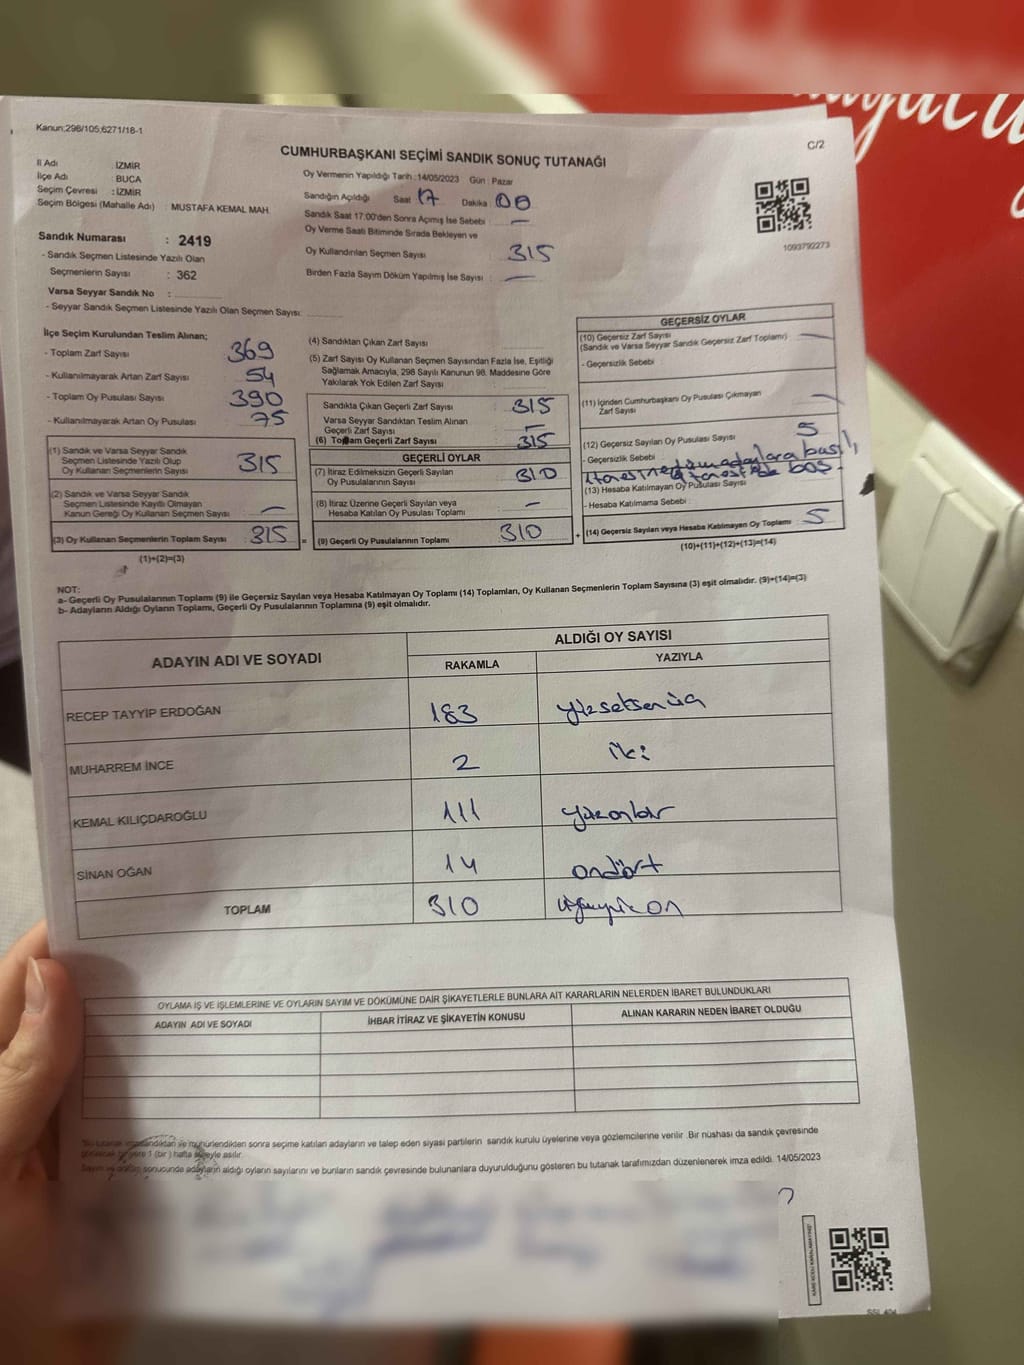 Kanun;298/105;6271/18-1
C/2
CUMHURBAŞKANI SEÇİMİ SANDIK SONUÇ TUTANAĞI
İl Adı : İZMİR
İlçe Adı : BUCA
Seçim Çevresi : İZMİR
Seçim Bölgesi (Mahalle Adı) : MUSTAFA KEMAL MAH.
Sandık Numarası : 2419
- Sandık Seçmen Listesinde Yazılı Olan
Seçmenlerin Sayısı : 362
Varsa Seyyar Sandık No :
- Seyyar Sandık Seçmen Listesinde Yazılı Olan Seçmen Sayısı:
Oy Vermenin Yapıldığı Tarih :14/05/2023 Gün : Pazar
Sandığın Açıldığı Saat 17 Dakika 00
Sandık Saat 17:00'den Sonra Açımış İse Sebebi : —
Oy Verme Saati Bitiminde Sırada Bekleyen ve
Oy Kullandırılan Seçmen Sayısı : 315
Birden Fazla Sayım Döküm Yapılmış İse Sayısı : —
1093792273
İlçe Seçim Kurulundan Teslim Alınan;
- Toplam Zarf Sayısı 369
- Kullanılmayarak Artan Zarf Sayısı 54
- Toplam Oy Pusulası Sayısı 390
- Kullanılmayarak Artan Oy Pusulası 75
(1) Sandık ve Varsa Seyyar Sandık
Seçmen Listesinde Yazılı Olup
Oy Kullanan Seçmenlerin Sayısı 315
(2) Sandık ve Varsa Seyyar Sandık
Seçmen Listesinde Kayıtlı Olmayan
Kanun Gereği Oy Kullanan Seçmen Sayısı —
(3) Oy Kullanan Seçmenlerin Toplam Sayısı 315 =
(1)+(2)=(3)
(4) Sandıktan Çıkan Zarf Sayısı
(5) Zarf Sayısı Oy Kullanan Seçmen Sayısından Fazla İse, Eşitliği
Sağlamak Amacıyla, 298 Sayılı Kanunun 98. Maddesine Göre
Yakılarak Yok Edilen Zarf Sayısı :
Sandıkta Çıkan Geçerli Zarf Sayısı 315
Varsa Seyyar Sandıktan Teslim Alınan
Geçerli Zarf Sayısı —
(6) Toplam Geçerli Zarf Sayısı 315
GEÇERLİ OYLAR
(7) İtiraz Edilmeksizin Geçerli Sayılan
Oy Pusulalarının Sayısı 310
(8) İtiraz Üzerine Geçerli Sayılan veya
Hesaba Katılan Oy Pusulası Toplamı —
(9) Geçerli Oy Pusulalarının Toplamı 310 +
GEÇERSİZ OYLAR
(10) Geçersiz Zarf Sayısı
(Sandık ve Varsa Seyyar Sandık Geçersiz Zarf Toplamı)
- Geçersizlik Sebebi :
(11) İçinden Cumhurbaşkanı Oy Pusulası Çıkmayan
Zarf Sayısı
(12) Geçersiz Sayılan Oy Pusulası Sayısı 5
- Geçersizlik Sebebi
(13) Hesaba Katılmayan Oy Pusulası Sayısı
- Hesaba Katılmama Sebebi :
(14) Geçersiz Sayılan veya Hesaba Katılmayan Oy Toplamı 5
(10)+(11)+(12)+(13)=(14)
NOT:
a- Geçerli Oy Pusulalarının Toplamı (9) ile Geçersiz Sayılan veya Hesaba Katılmayan Oy Toplamı (14) Toplamları, Oy Kullanan Seçmenlerin Toplam Sayısına (3) eşit olmalıdır. (9)+(14)=(3)
b- Adayların Aldığı Oyların Toplamı, Geçerli Oy Pusulalarının Toplamına (9) eşit olmalıdır.
ADAYIN ADI VE SOYADI
ALDIĞI OY SAYISI
RAKAMLA YAZIYLA
RECEP TAYYİP ERDOĞAN 183 yüzseksenüç
MUHARREM İNCE 2 iki
KEMAL KILIÇDAROĞLU 111 yüzonbir
SİNAN OĞAN 14 ondört
TOPLAM 310 üçyüzon
OYLAMA İŞ VE İŞLEMLERİNE VE OYLARIN SAYIM VE DÖKÜMÜNE DAİR ŞİKAYETLERLE BUNLARA AİT KARARLARIN NELERDEN İBARET BULUNDUKLARI
ADAYIN ADI VE SOYADI İHBAR İTİRAZ VE ŞİKAYETİN KONUSU ALINAN KARARIN NEDEN İBARET OLDUĞU
Bu tutanak imzalandıktan ve mühürlendikten sonra seçime katılan adayların ve talep eden siyasi partilerin sandık kurulu üyelerine veya gözlemcilerine verilir. Bir nüshası da sandık çevresinde
görülecek bir yere 1 (bir) hafta süreyle asılır.
Sayım ve döküm sonucunda adayların aldığı oyların sayılarını ve bunların sandık çevresinde bulunanlara duyurulduğunu gösteren bu tutanak tarafımızdan düzenlenerek imza edildi. 14/05/2023